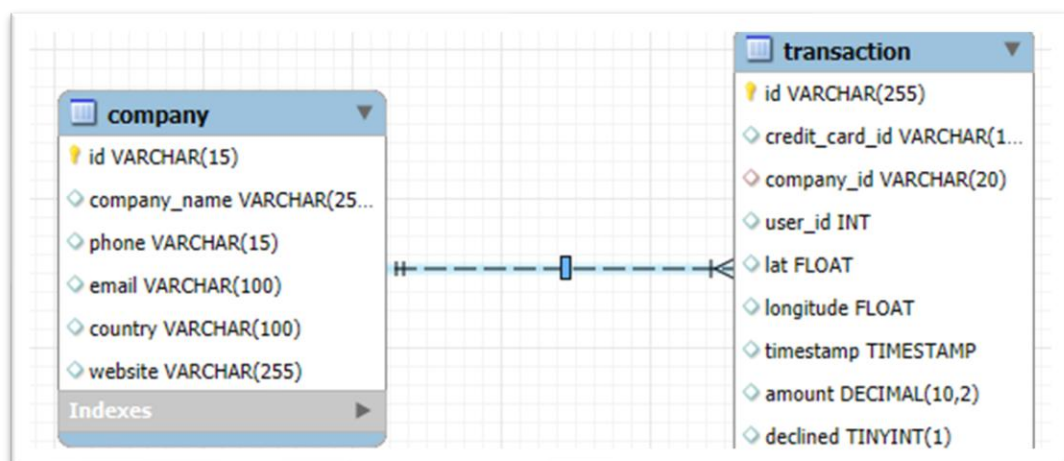 company
id VARCHAR(15)
company_name VARCHAR(25...
phone VARCHAR(15)
email VARCHAR(100)
country VARCHAR(100)
website VARCHAR(255)
Indexes
transaction
id VARCHAR(255)
credit_card_id VARCHAR(1...
company_id VARCHAR(20)
user_id INT
lat FLOAT
longitude FLOAT
timestamp TIMESTAMP
amount DECIMAL(10,2)
declined TINYINT(1)